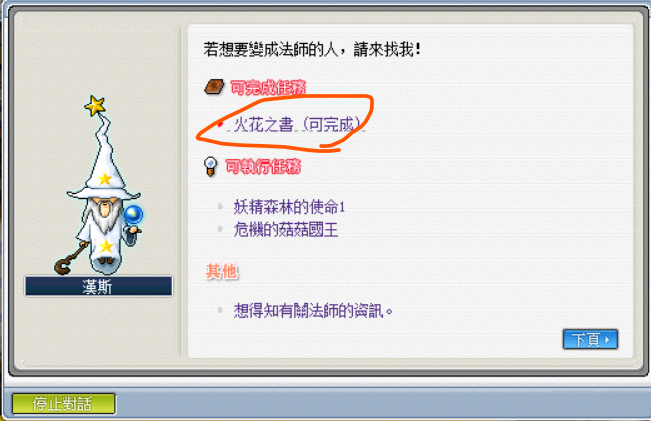 若想要變成法師的人，請來找我!
可完成任務
火花之書 (可完成)
可執行任務
妖精森林的使命1
危機的菇菇國王
其他
想得知有關法師的資訊。
漢斯
下頁
停止對話